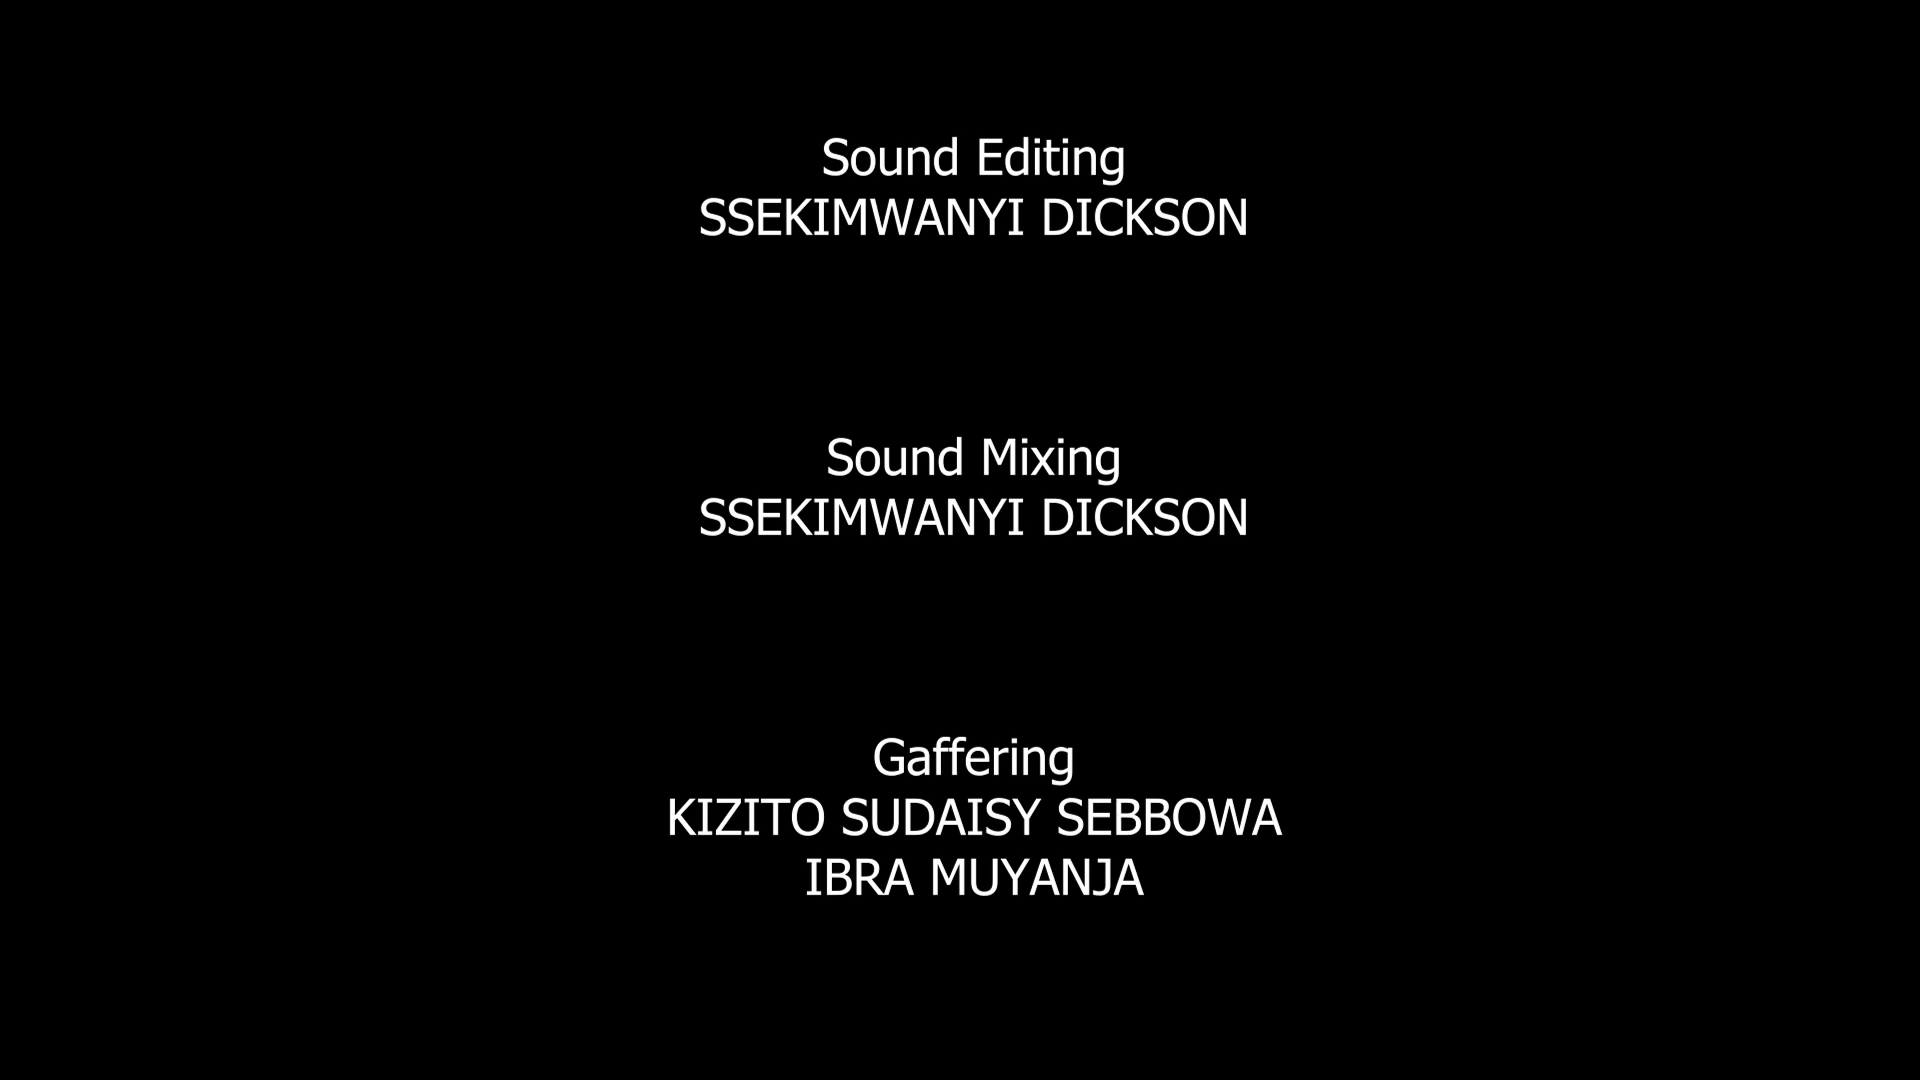 Sound Editing
SSEKIMWANYI DICKSON
Sound Mixing
SSEKIMWANYI DICKSON
Gaffering
KIZITO SUDAISY SEBBOWA
IBRA MUYANJA